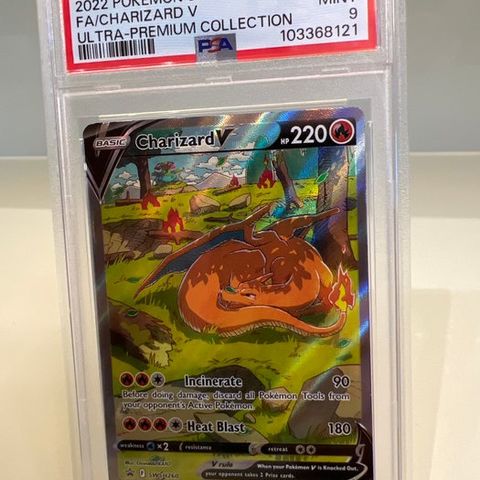 2022 POKEMON
FA/CHARIZARD V MINT
ULTRA-PREMIUM COLLECTION 9
PSA 103368121
BASIC Charizard V HP 220
Incinerate 90
Before doing damage, discard all Pokémon Tools from
your opponent's Active Pokémon.
Heat Blast 180
weakness ×2 resistance retreat
V rule When your Pokémon V is Knocked Out,
your opponent takes 2 Prize cards.